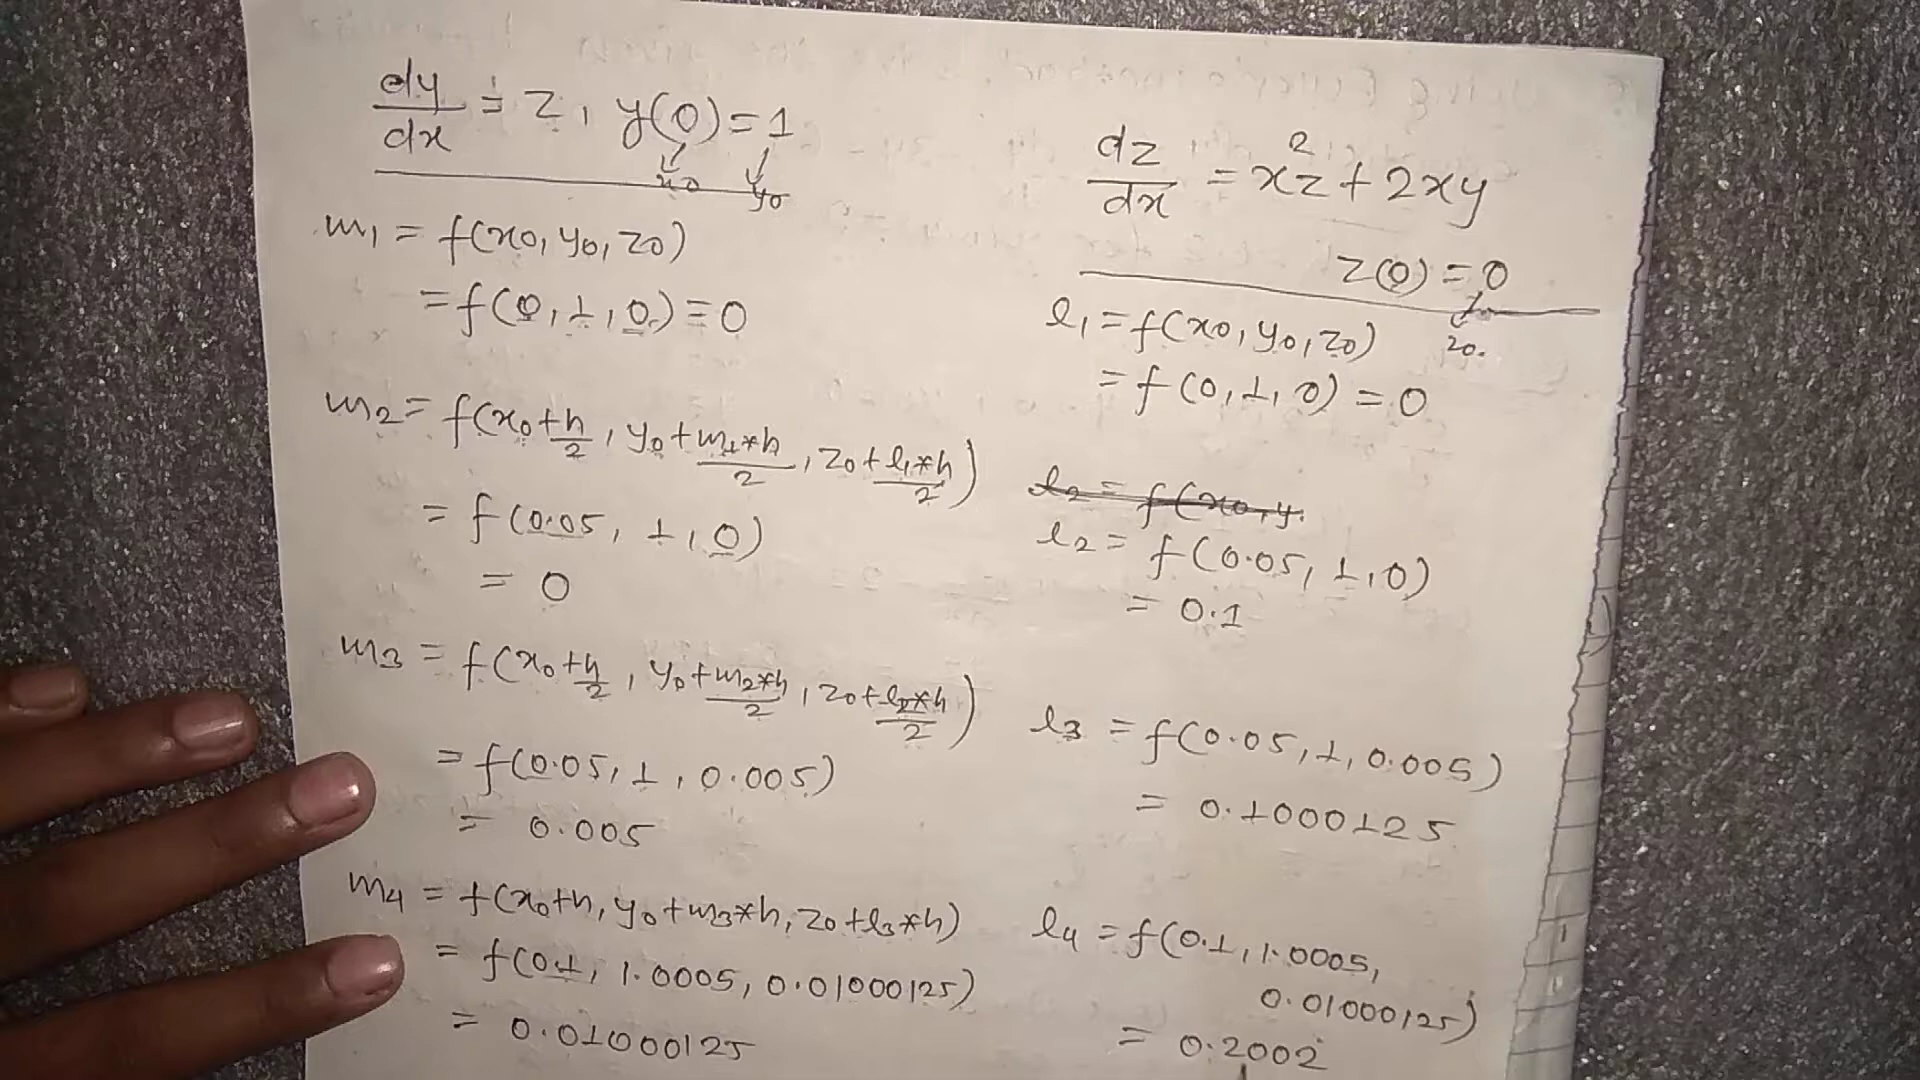 dy/dx = z, y(0) = 1
x0 y0
m1 = f(x0, y0, z0)
= f(0, 1, 0) = 0
m2 = f(x0+h/2, y0+m1*h/2, z0+l1*h/2)
= f(0.05, 1, 0)
= 0
m3 = f(x0+h/2, y0+m2*h/2, z0+l2*h/2)
= f(0.05, 1, 0.005)
= 0.005
m4 = f(x0+h, y0+m3*h, z0+l3*h)
= f(0.1, 1.0005, 0.01000125)
= 0.01000125
dz/dx = x²z + 2xy
z(0) = 0
z0.
l1 = f(x0, y0, z0)
= f(0, 1, 0) = 0
l2 = f(x0, y.
l2 = f(0.05, 1, 0)
= 0.1
l3 = f(0.05, 1, 0.005)
= 0.1000125
l4 = f(0.1, 1.0005,
0.01000125)
= 0.2002